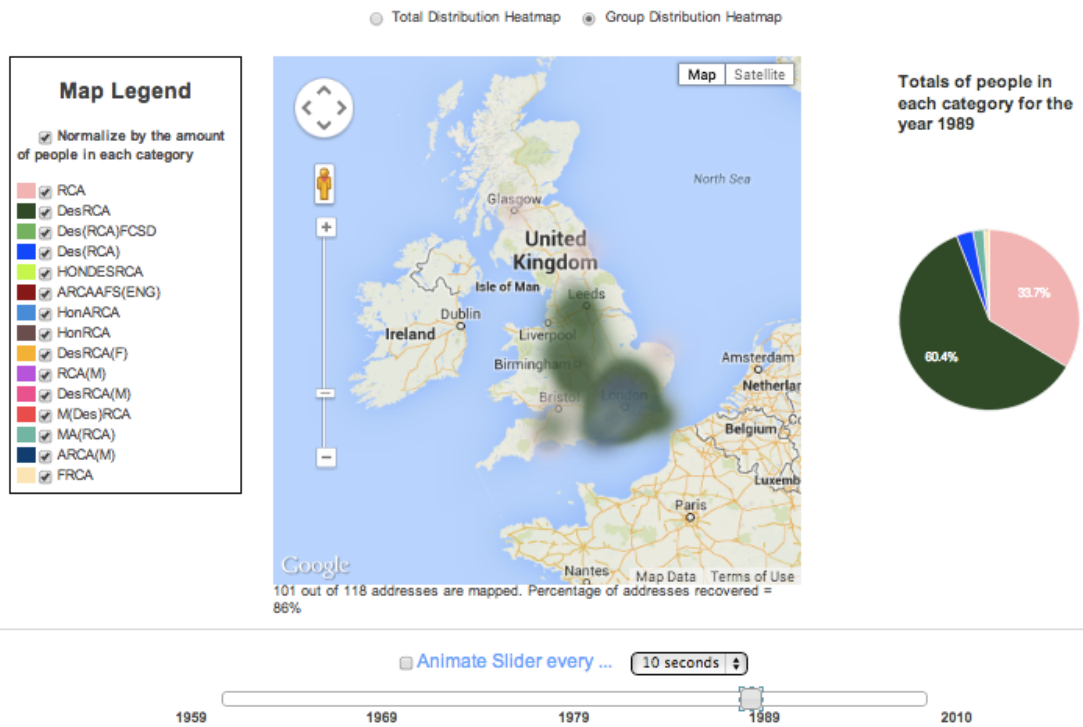 Total Distribution Heatmap
Group Distribution Heatmap
Map Legend
Normalize by the amount
of people in each category
RCA
DesRCA
Des(RCA)FCSD
Des(RCA)
HONDESRCA
ARCAAFS(ENG)
HonARCA
HonRCA
DesRCA(F)
RCA(M)
DesRCA(M)
M(Des)RCA
MA(RCA)
ARCA(M)
FRCA
Map
Satellite
North Sea
Glasgow
United
Kingdom
Isle of Man
Leeds
Dublin
Ireland
Liverpool
Birmingham
Amsterdam
Netherlar
Bristol
London
Belgium
Luxemb
Paris
Nantes
Google
Map Data
Terms of Use
101 out of 118 addresses are mapped. Percentage of addresses recovered =
86%
Totals of people in
each category for the
year 1989
33.7%
60.4%
Animate Slider every ...
10 seconds
1959
1969
1979
1989
2010